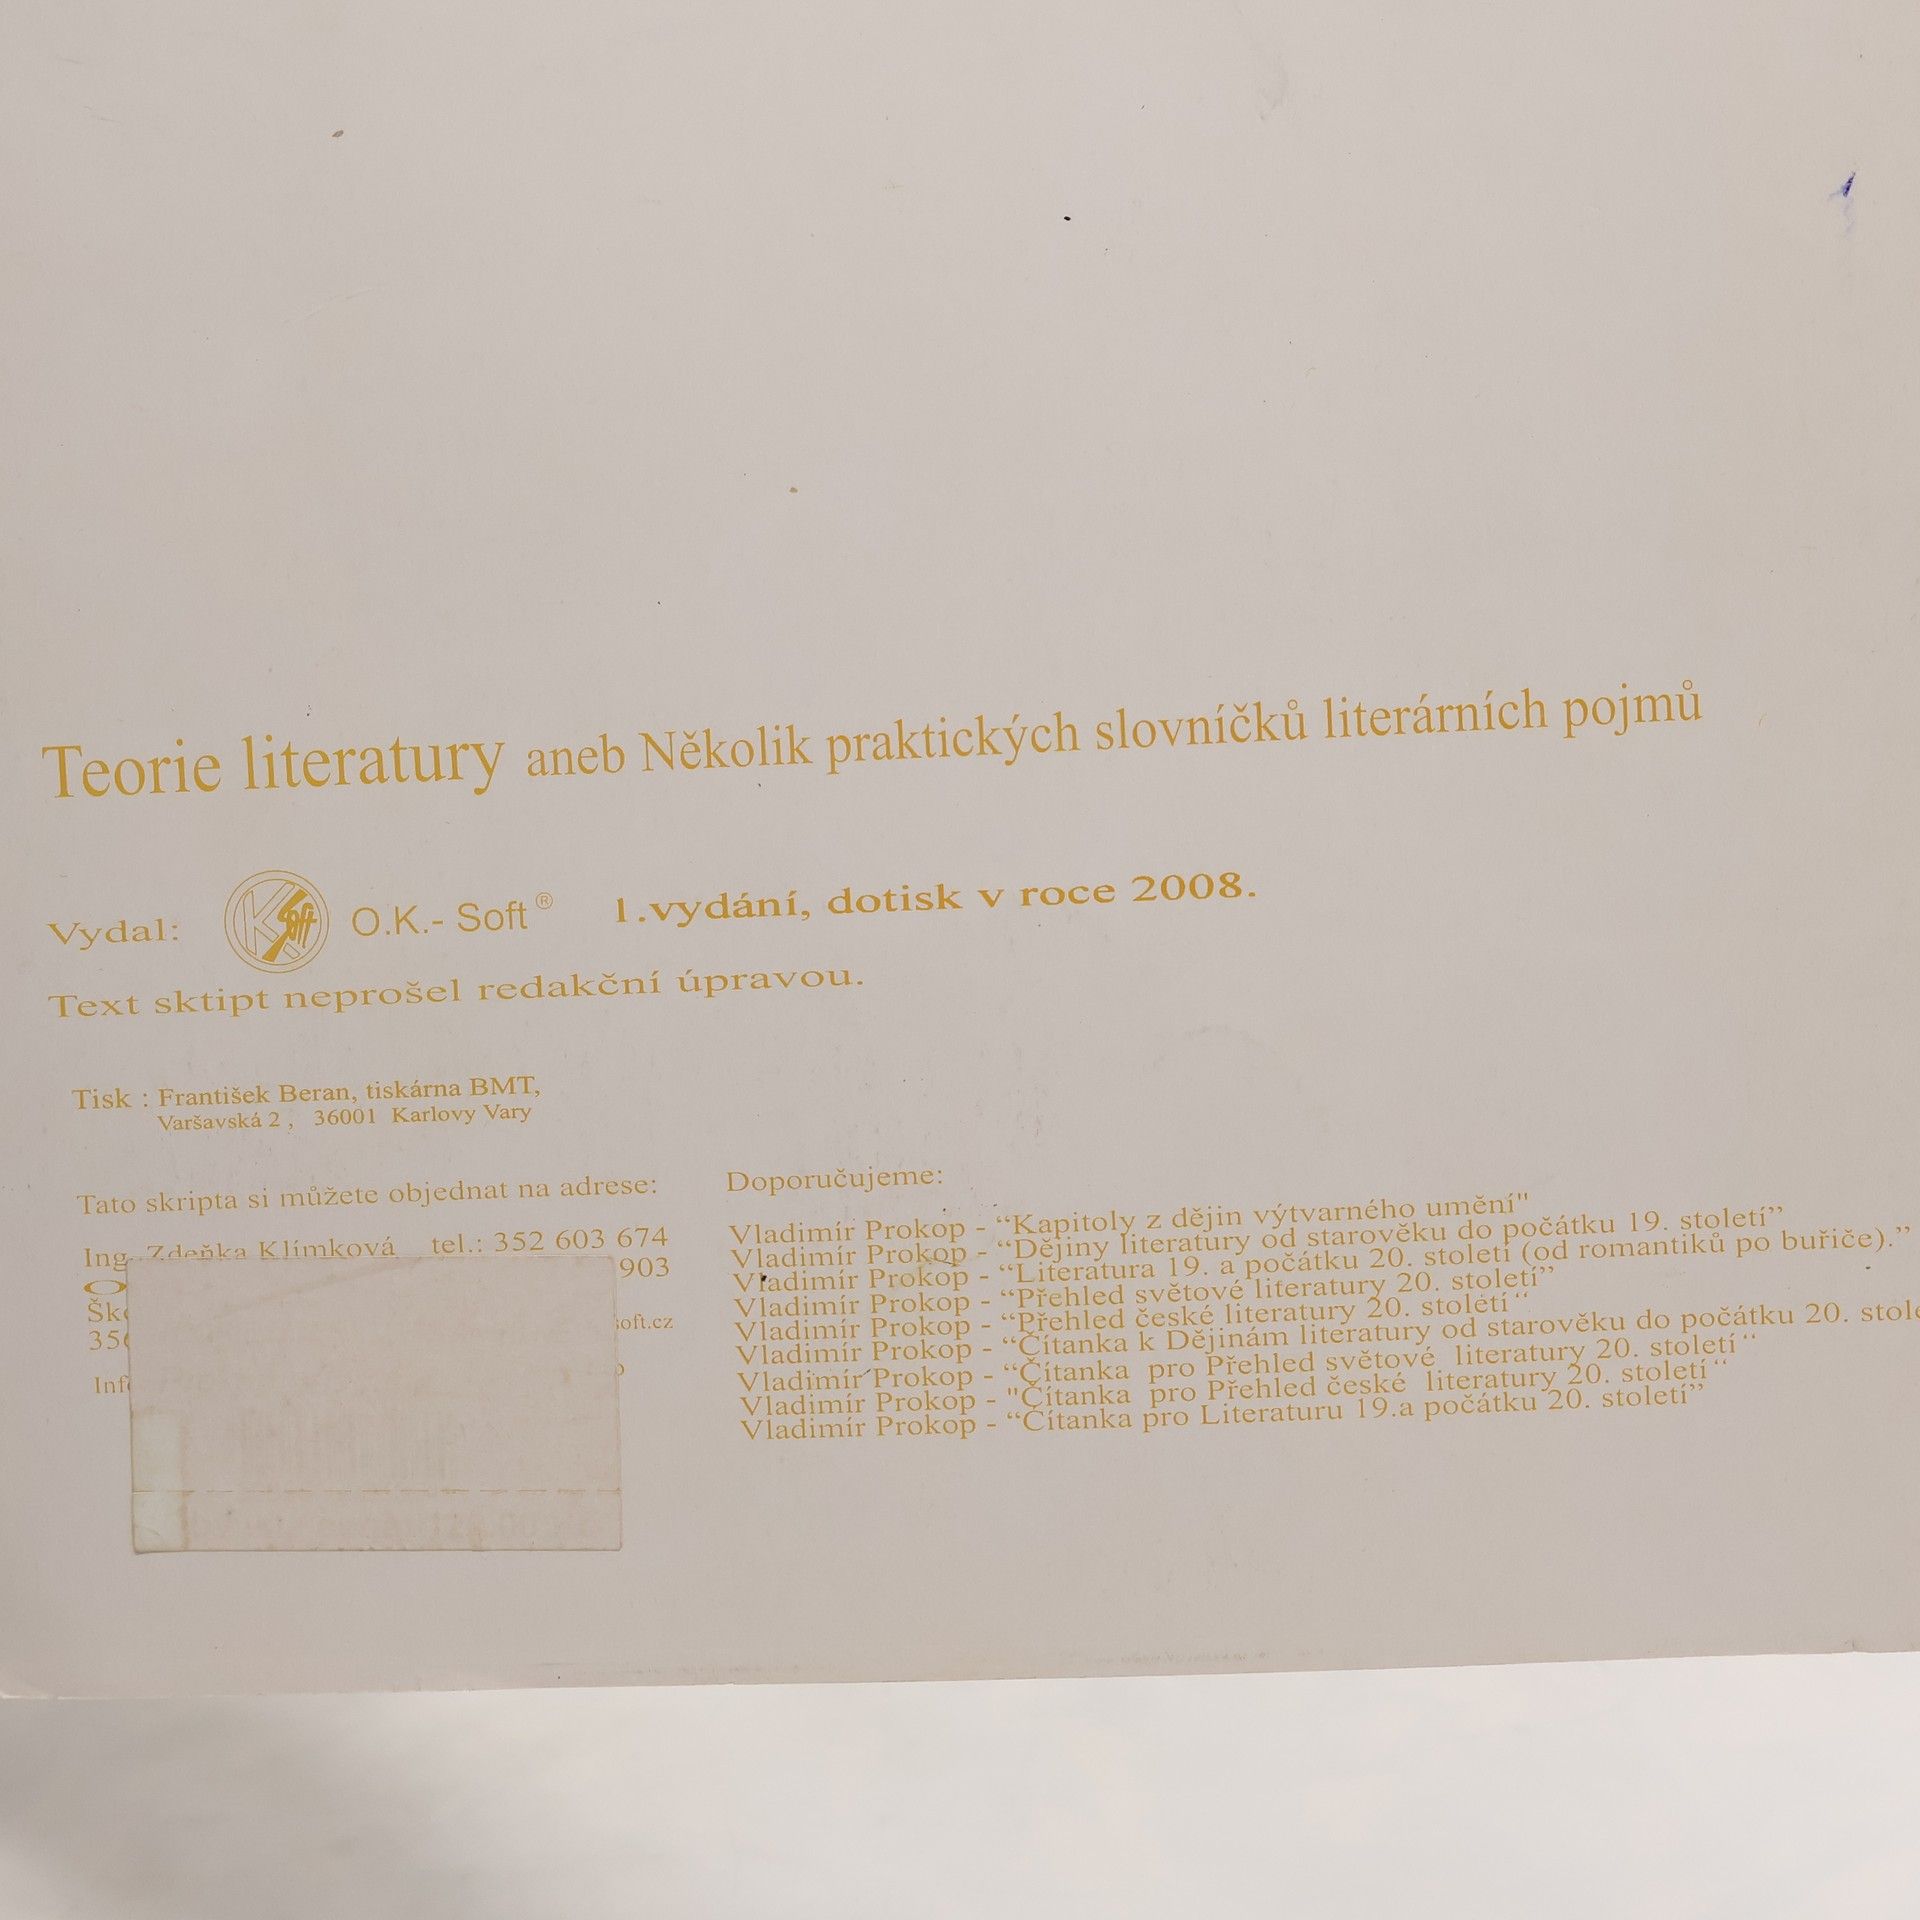 Teorie literatury aneb Několik praktických slovníčků literárních pojmů
Vydal: K. Soft O.K.- Soft ® 1.vydání, dotisk v roce 2008.
Text sktipt neprošel redakční úpravou.
Tisk : František Beran, tiskárna BMT,
Varšavská 2 , 36001 Karlovy Vary
Tato skripta si můžete objednat na adrese:
Ing. Zdeňka Klímková tel.: 352 603 674
903
oft.cz
Doporučujeme:
Vladimír Prokop - “Kapitoly z dějin výtvarného umění"
Vladimír Prokop - “Dějiny literatury od starověku do počátku 19. století”
Vladimír Prokop - “Literatura 19. a počátku 20. století (od romantiků po buřiče).”
Vladimír Prokop - “Přehled světové literatury 20. století”
Vladimír Prokop - “Přehled české literatury 20. století“
Vladimír Prokop - “Čítanka k Dějinám literatury od starověku do počátku 20. stol
Vladimír Prokop - “Čítanka pro Přehled světové literatury 20. století“
Vladimír Prokop - "Čítanka pro Přehled české literatury 20. století“
Vladimír Prokop - “Čítanka pro Literaturu 19.a počátku 20. století”